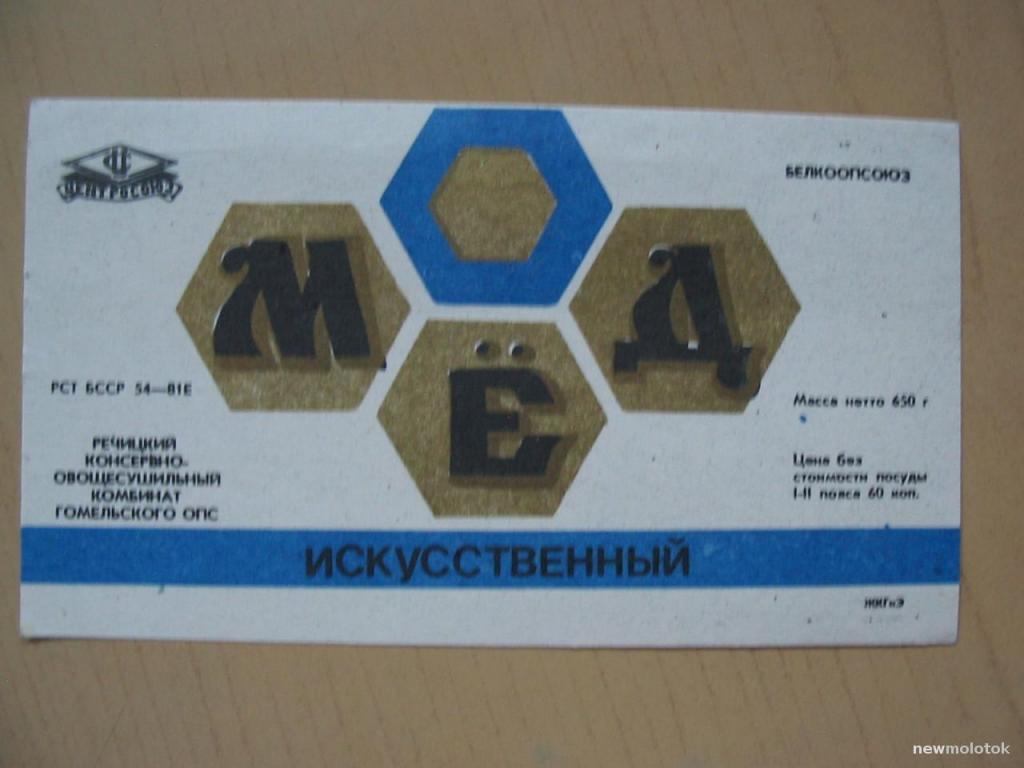 ЦЕНТРОСОЮЗ
БЕЛКООПСОЮЗ
МЁД
РСТ БССР 54—81Е
РЕЧИЦКИЙ
КОНСЕРВНО-
ОВОЩЕСУШИЛЬНЫЙ
КОМБИНАТ
ГОМЕЛЬСКОГО ОПС
Масса нетто 650 г
Цена без
стоимости посуды
I-II пояса 60 коп.
ИСКУССТВЕННЫЙ
newmolotok